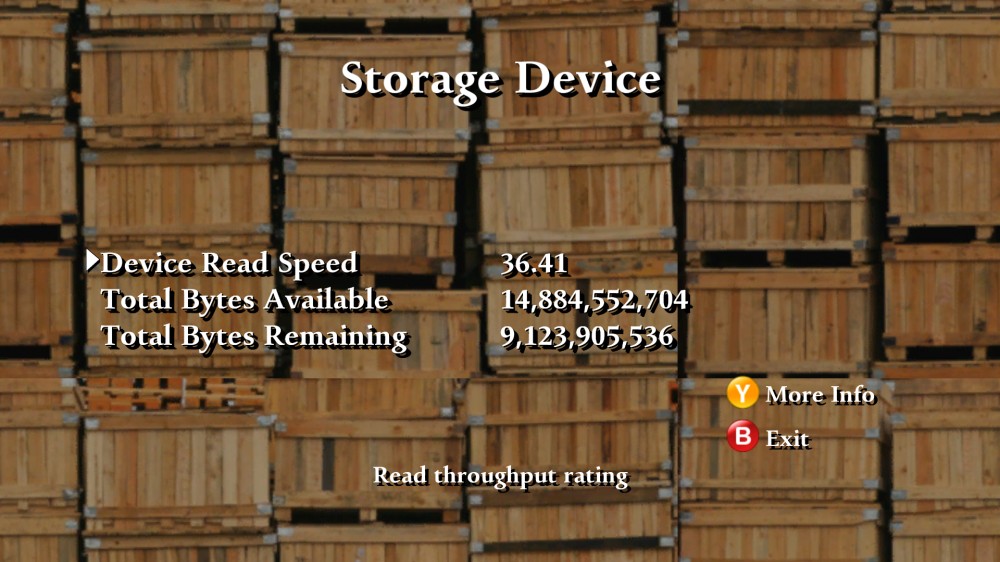 Storage Device
Device Read Speed 36.41
Total Bytes Available 14,884,552,704
Total Bytes Remaining 9,123,905,536
Y More Info
B Exit
Read throughput rating